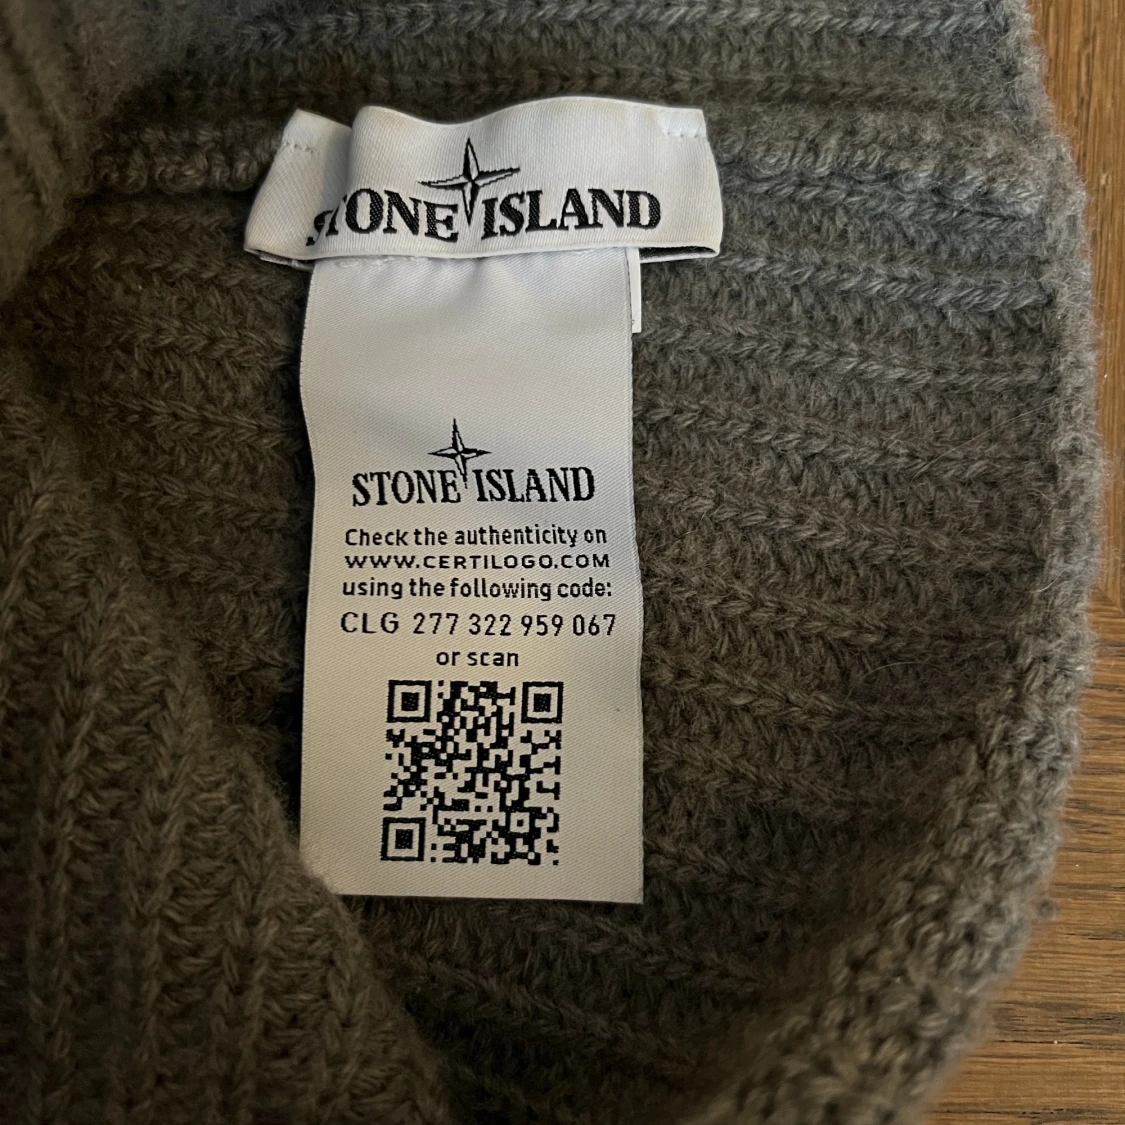 STONE ISLAND
STONE ISLAND
Check the authenticity on
WWW.CERTILOGO.COM
using the following code:
CLG 277 322 959 067
or scan